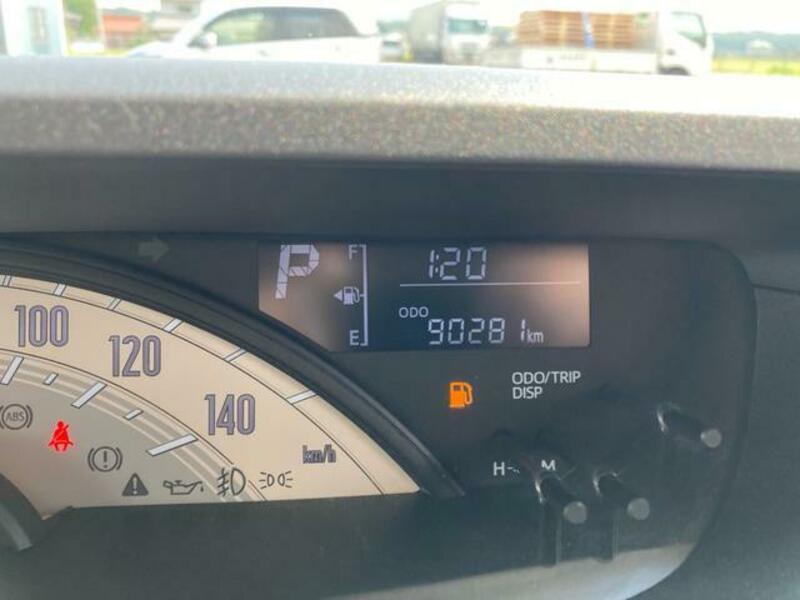 P
F
1:20
ODO
90281km
E
100
120
140
km/h
ODO/TRIP
DISP
ABS
H
M